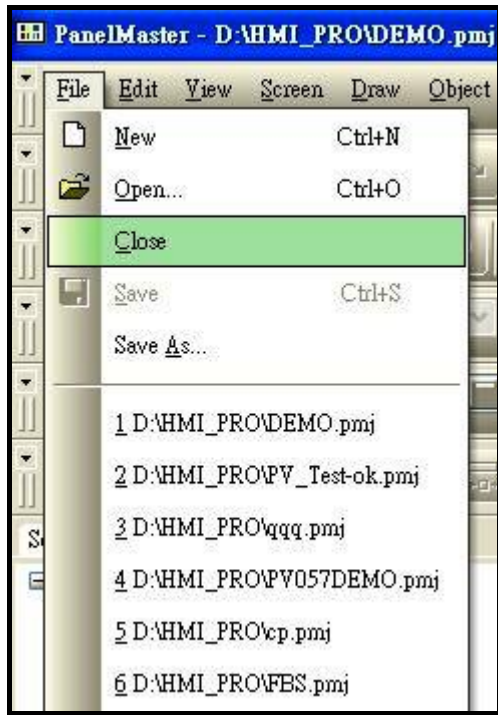 PanelMaster - D:\HMI_PRO\DEMO.pmj
File Edit View Screen Draw Object
New Ctrl+N
Open... Ctrl+O
Close
Save Ctrl+S
Save As...
1 D:\HMI_PRO\DEMO.pmj
2 D:\HMI_PRO\PV_Test-ok.pmj
3 D:\HMI_PRO\qqq.pmj
4 D:\HMI_PRO\PV057DEMO.pmj
5 D:\HMI_PRO\cp.pmj
6 D:\HMI_PRO\FBS.pmj